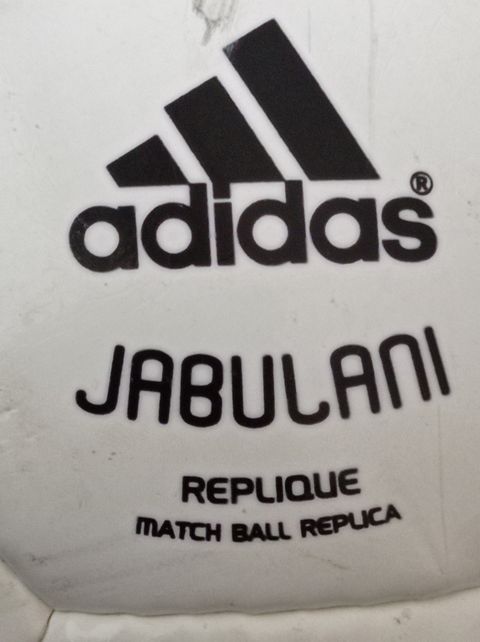 adidas®
JABULANI
REPLIQUE
MATCH BALL REPLICA